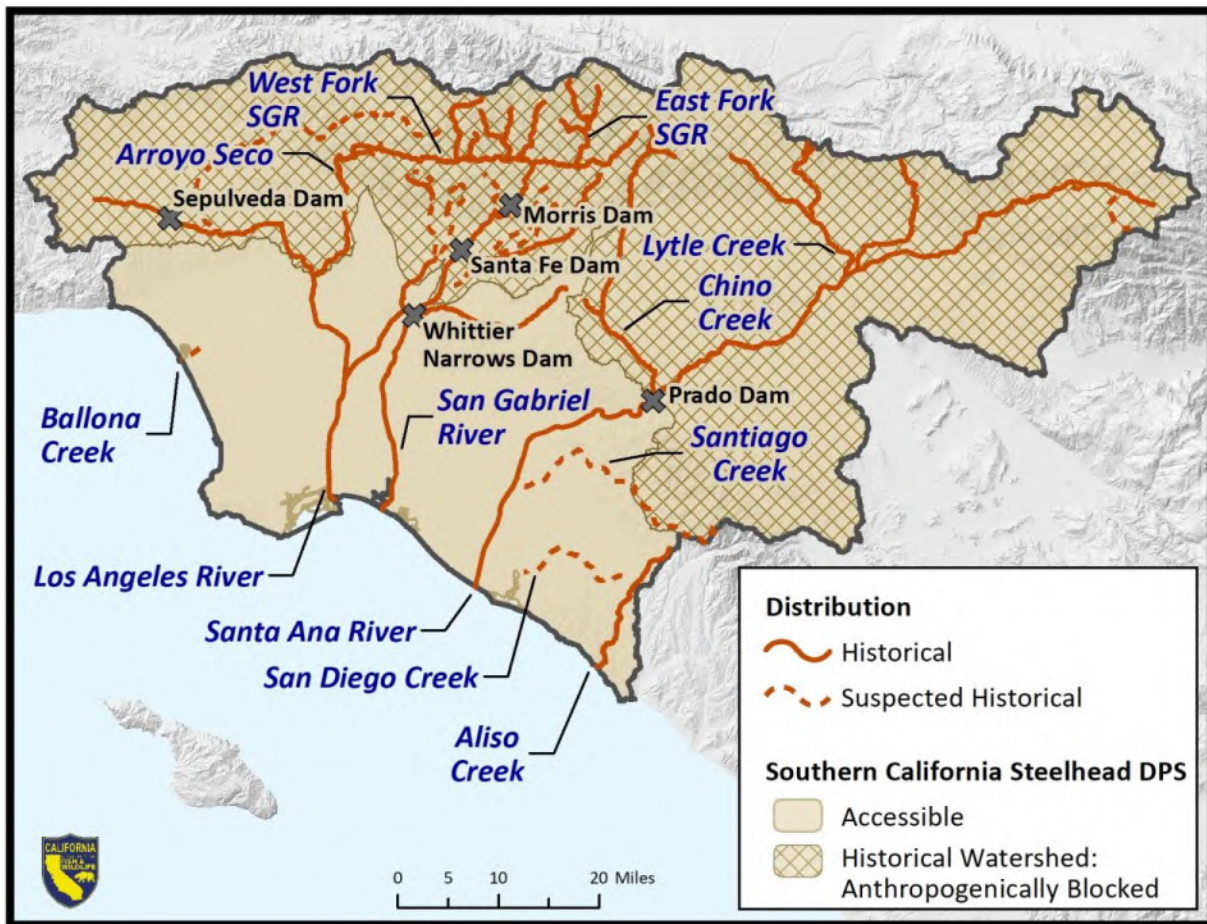 West Fork
SGR
East Fork
SGR
Arroyo Seco
Sepulveda Dam
Morris Dam
Lytle Creek
Santa Fe Dam
Chino
Creek
Whittier
Narrows Dam
Prado Dam
Ballona
Creek
San Gabriel
River
Santiago
Creek
Los Angeles River
Santa Ana River
San Diego Creek
Aliso
Creek
Distribution
Historical
Suspected Historical
Southern California Steelhead DPS
Accessible
Historical Watershed:
Anthropogenically Blocked
CALIFORNIA
FISH &
WILDLIFE
0 5 10 20 Miles